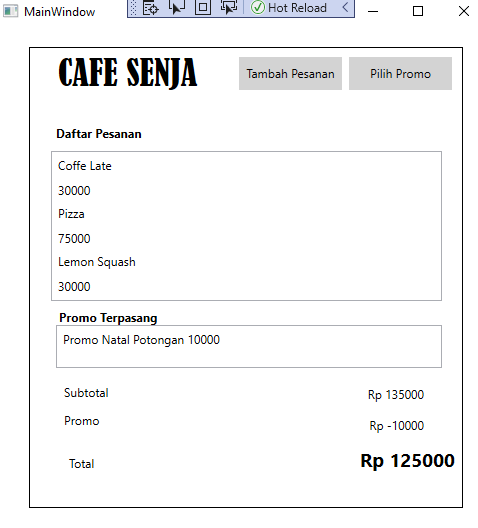 MainWindow
Hot Reload
CAFE SENJA
Tambah Pesanan
Pilih Promo
Daftar Pesanan
Coffe Late
30000
Pizza
75000
Lemon Squash
30000
Promo Terpasang
Promo Natal Potongan 10000
Subtotal Rp 135000
Promo Rp -10000
Total Rp 125000